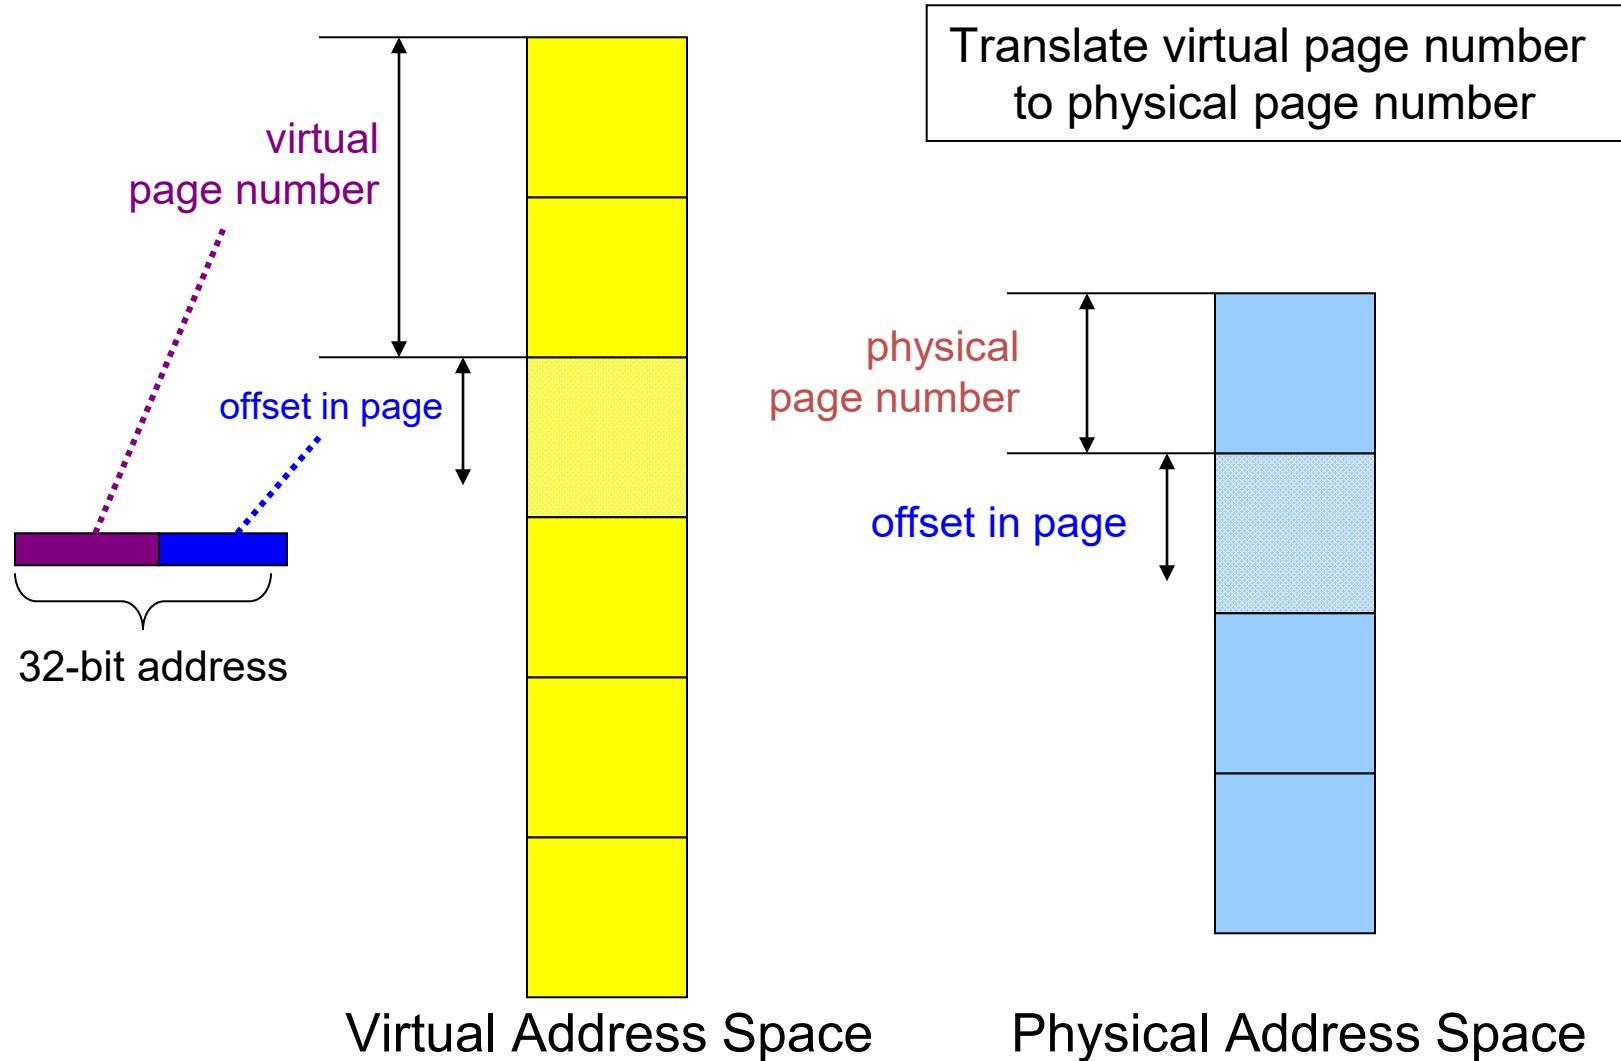 Translate virtual page number
to physical page number
virtual
page number
offset in page
32-bit address
physical
page number
offset in page
Virtual Address Space
Physical Address Space